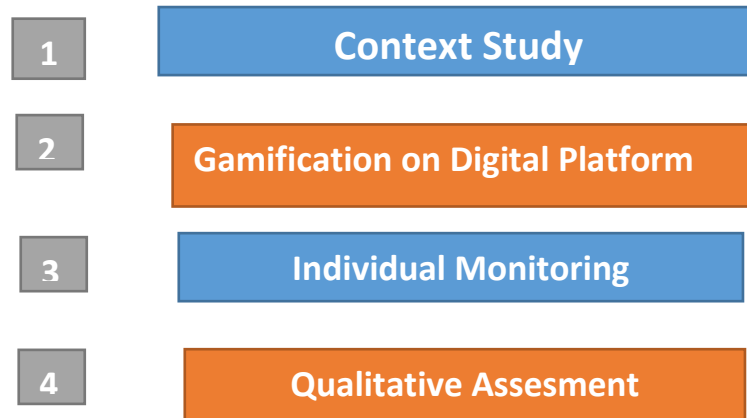 1 Context Study
2 Gamification on Digital Platform
3 Individual Monitoring
4 Qualitative Assesment